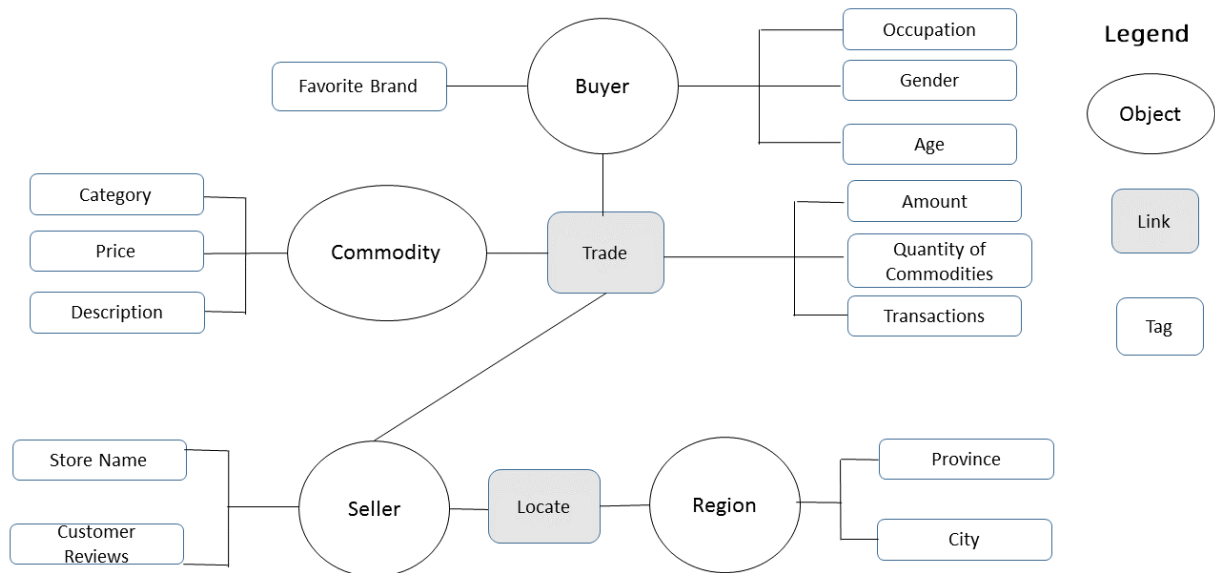 Occupation
Legend
Favorite Brand
Buyer
Gender
Object
Age
Category
Amount
Price
Commodity
Trade
Quantity of
Commodities
Link
Description
Transactions
Tag
Store Name
Province
Seller
Locate
Region
Customer
Reviews
City